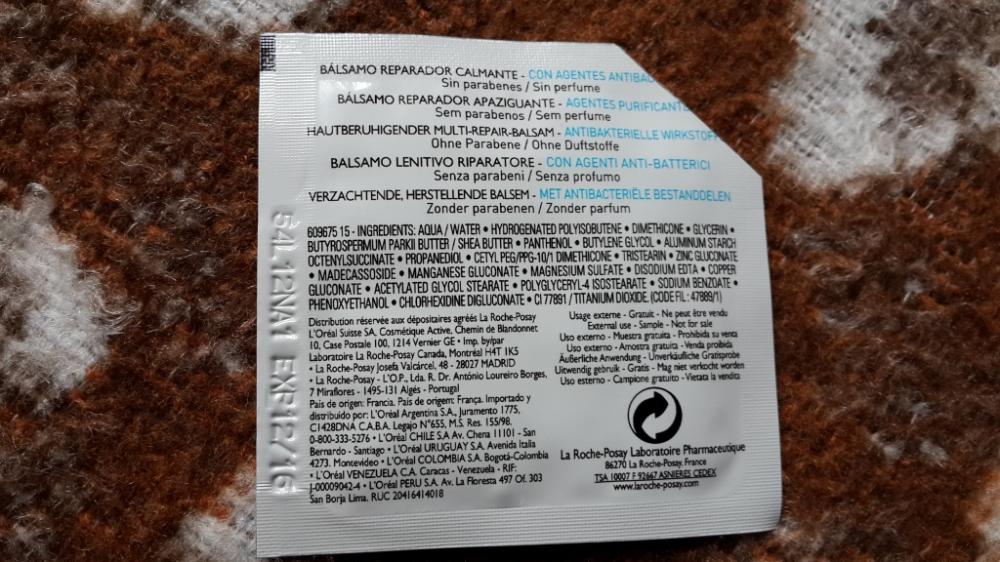 BÁLSAMO REPARADOR CALMANTE - CON AGENTES
Sin parabenes / Sin perfume
BÁLSAMO REPARADOR APAZIGUANTE - AGENTES
Sem parabenos / Sem perfume
HAUTBERUHIGENDER MULTI-REPAIR-BALSAM - ANTIBAKTERIELLE
Ohne Parabene / Ohne Duftstoffe
BALSAMO LENITIVO RIPARATORE - CON AGENTI ANTI-BATTERICI
Senza parabeni / Senza profumo
VERZACHTENDE, HERSTELLENDE BALSEM - MET ANTIBACTERIËLE BESTANDDELEN
Zonder parabenen / Zonder parfum
609675 15 - INGREDIENTS: AQUA / WATER • HYDROGENATED POLYISOBUTENE • DIMETHICONE • GLYCERIN •
BUTYROSPERMUM PARKII BUTTER / SHEA BUTTER • PANTHENOL • BUTYLENE GLYCOL • ALUMINUM STARCH
OCTENYLSUCCINATE • PROPANEDIOL • CETYL PEG/PPG-10/1 DIMETHICONE • TRISTEARIN • ZINC GLUCONATE
• MADECASSOSIDE • MANGANESE GLUCONATE • MAGNESIUM SULFATE • DISODIUM EDTA • COPPER
GLUCONATE • ACETYLATED GLYCOL STEARATE • POLYGLYCERYL-4 ISOSTEARATE • SODIUM BENZOATE •
PHENOXYETHANOL • CHLORHEXIDINE DIGLUCONATE • CI 77891 / TITANIUM DIOXIDE (CODE FIL : 47889/1)
Distribution réservée aux dépositaires agréés La Roche-Posay
L'Oréal Suisse SA, Cosmétique Active, Chemin de Blandonnet
10, Case Postale 100, 1214 Vernier GE • Imp. by/par
Laboratoire La Roche-Posay Canada, Montréal H4T 1K5
• La Roche-Posay Josefa Valcárcel, 48 - 28027 MADRID
• La Roche-Posay - L'O.P., Lda. R. Dr. António Loureiro Borges,
7 Miraflores - 1495-131 Algés - Portugal
País de origen: Francia. País de origem: França. Importado y
distribuido por: L'Oréal Argentina S.A., Juramento 1775,
C1428DNA C.A.B.A. Legajo N°655, M.S. Res. 155/98.
0-800-333-5276 • L'Oréal CHILE S.A Av. Chena 11101 - San
Bernardo - Santiago • L'Oréal URUGUAY S.A. Avenida Italia
4273. Montevideo • L'Oréal COLOMBIA S.A. Bogotá-Colombia
• L'Oréal VENEZUELA C.A. Caracas - Venezuela - RIF:
J-00009042-4 • L'Oréal PERU S.A. Av. La Floresta 497 Of. 303
San Borja Lima. RUC 20416414018
Usage externe - Gratuit - Ne peut être vendu
External use - Sample - Not for sale
Uso externo - Muestra gratuita - Prohibida su venta
Uso externo - Amostra gratuita - Venda proibida
Äußerliche Anwendung - Unverkäufliche Gratisprobe
Uitwendig gebruik - Gratis - Mag niet verkocht worden
Uso esterno - Campione gratuito - Vietata la vendita
La Roche-Posay Laboratoire Pharmaceutique
86270 La Roche-Posay. France
TSA 10007 F 92667 ASNIERES CEDEX
www.laroche-posay.com
54L12NA1 EXP12/16